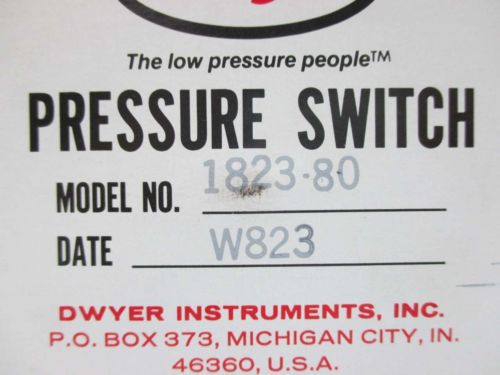 The low pressure people™
PRESSURE SWITCH
MODEL NO. 1823-80
DATE W823
DWYER INSTRUMENTS, INC.
P.O. BOX 373, MICHIGAN CITY, IN.
46360, U.S.A.